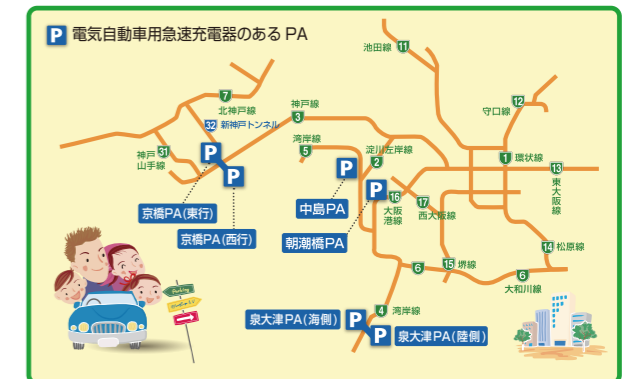 P 電気自動車用急速充電器のある PA
池田線 11
12
守口線
7
北神戸線
神戸線
3
32 新神戸トンネル
湾岸線
5
淀川左岸線
2
神戸 31
山手線
1 環状線
13
東大阪線
P
P
P
P
中島PA
16
大阪
港線
17
西大阪線
京橋PA(東行)
京橋PA(西行)
朝潮橋PA
14 松原線
15 堺線
6
6
大和川線
4 湾岸線
泉大津PA(海側) P
P 泉大津PA(陸側)
Parking